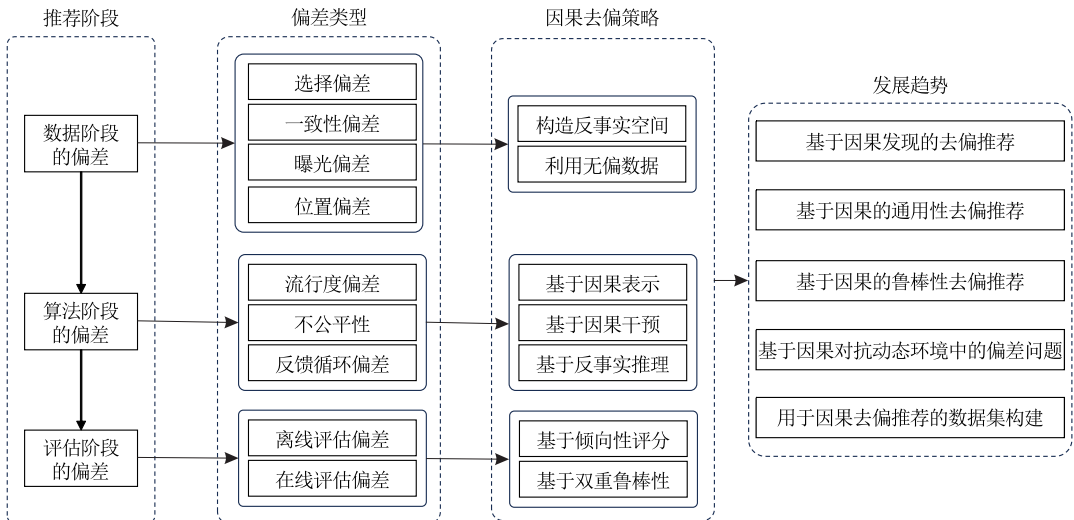 推荐阶段
数据阶段
的偏差
算法阶段
的偏差
评估阶段
的偏差
偏差类型
选择偏差
一致性偏差
曝光偏差
位置偏差
流行度偏差
不公平性
反馈循环偏差
离线评估偏差
在线评估偏差
因果去偏策略
构造反事实空间
利用无偏数据
基于因果表示
基于因果干预
基于反事实推理
基于倾向性评分
基于双重鲁棒性
发展趋势
基于因果发现的去偏推荐
基于因果的通用性去偏推荐
基于因果的鲁棒性去偏推荐
基于因果对抗动态环境中的偏差问题
用于因果去偏推荐的数据集构建